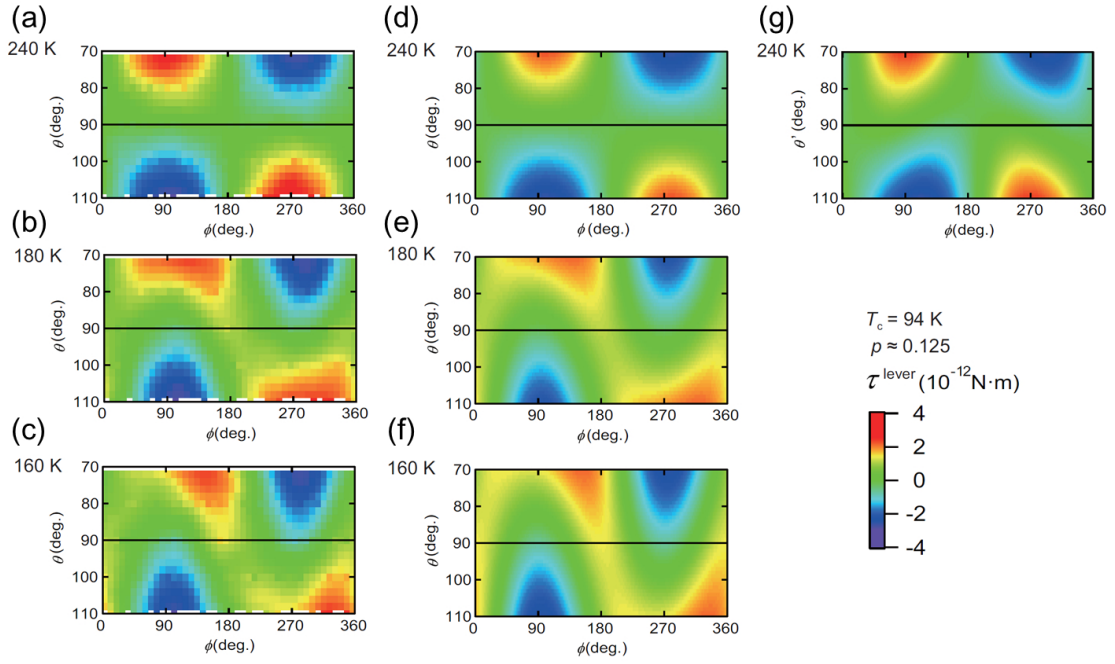 (a)
240 K
θ(deg.)
70
80
90
100
110
0 90 180 270 360
ϕ(deg.)
(d)
240 K
θ(deg.)
70
80
90
100
110
0 90 180 270 360
ϕ(deg.)
(g)
240 K
θ' (deg.)
70
80
90
100
110
0 90 180 270 360
ϕ(deg.)
(b)
180 K
θ(deg.)
70
80
90
100
110
0 90 180 270 360
ϕ(deg.)
(e)
180 K
θ(deg.)
70
80
90
100
110
0 90 180 270 360
ϕ(deg.)
(c)
160 K
θ(deg.)
70
80
90
100
110
0 90 180 270 360
ϕ(deg.)
(f)
160 K
θ(deg.)
70
80
90
100
110
0 90 180 270 360
ϕ(deg.)
Tc = 94 K
p ≈ 0.125
τ lever (10⁻¹²N·m)
4
2
0
-2
-4